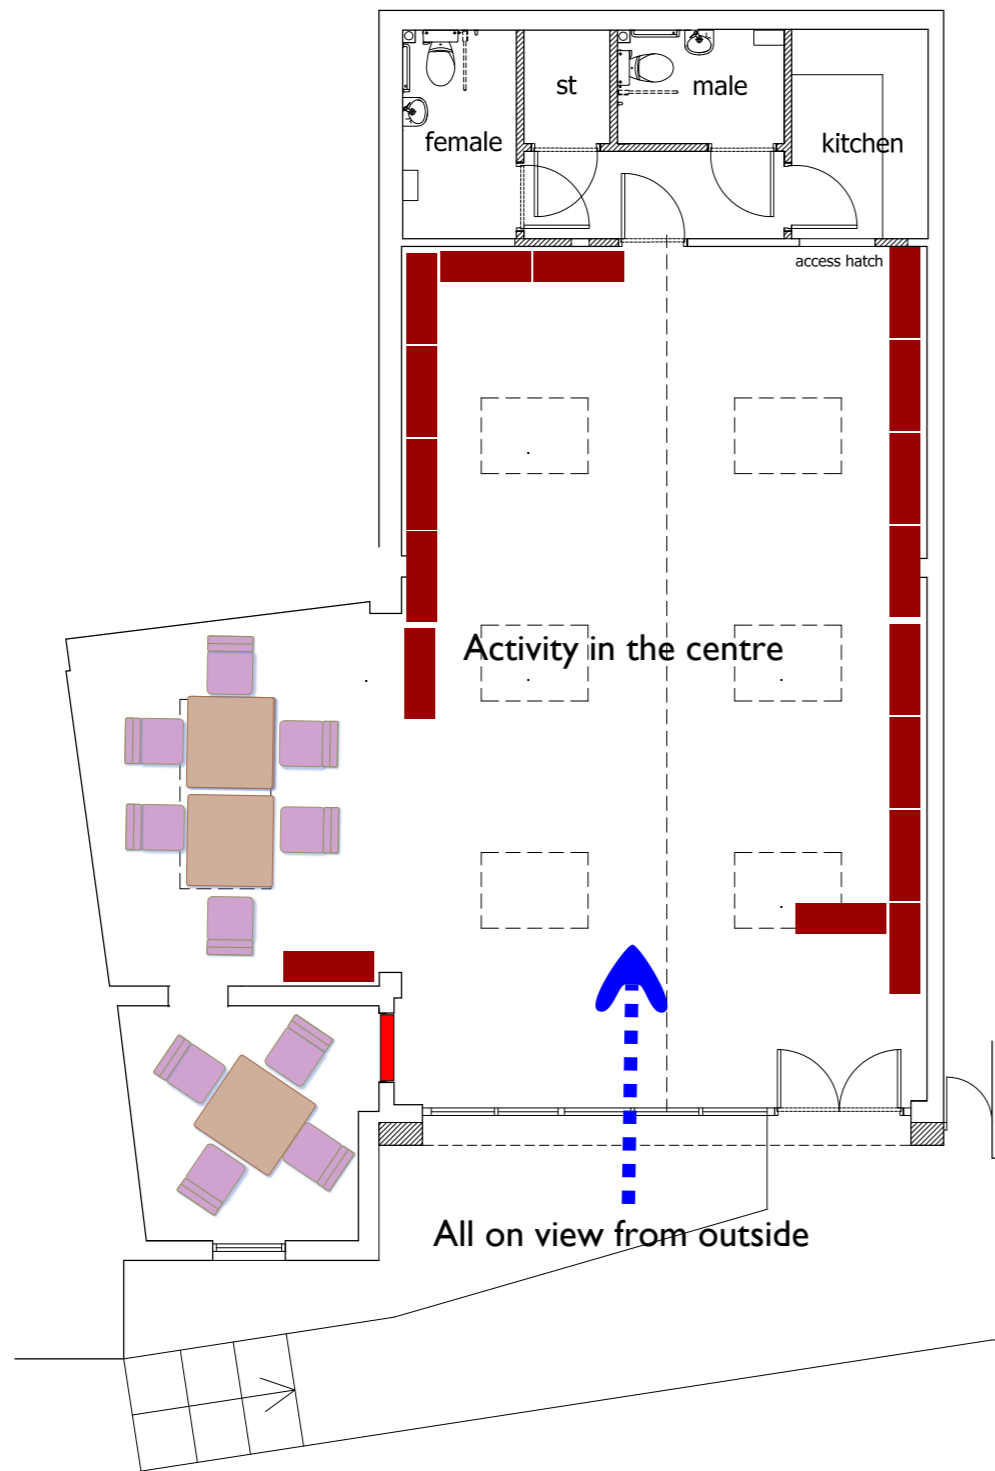 st
male
female
kitchen
access hatch
Activity in the centre
All on view from outside